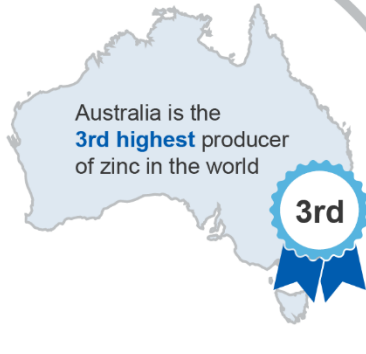 Australia is the
3rd highest producer
of zinc in the world
3rd